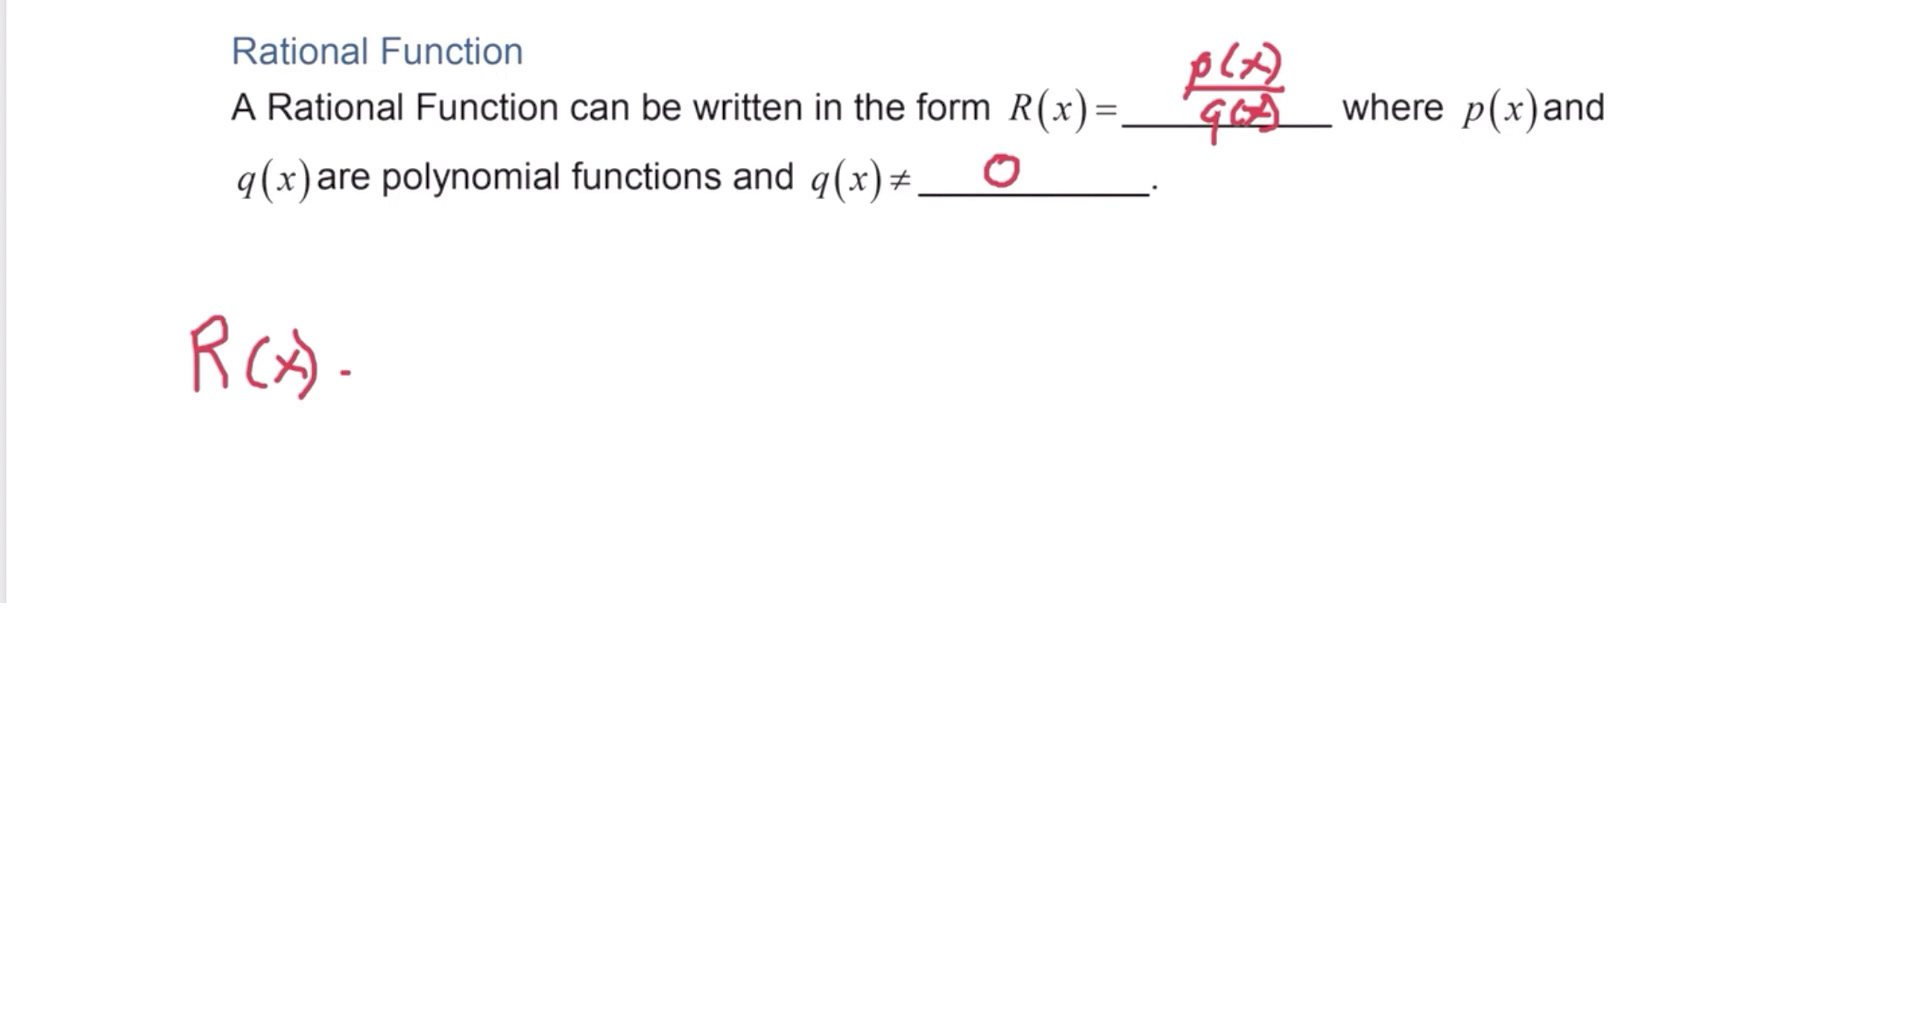 Rational Function
A Rational Function can be written in the form R(x)= p(x)/q(x) where p(x) and
q(x) are polynomial functions and q(x)≠ 0 .
R(x) -